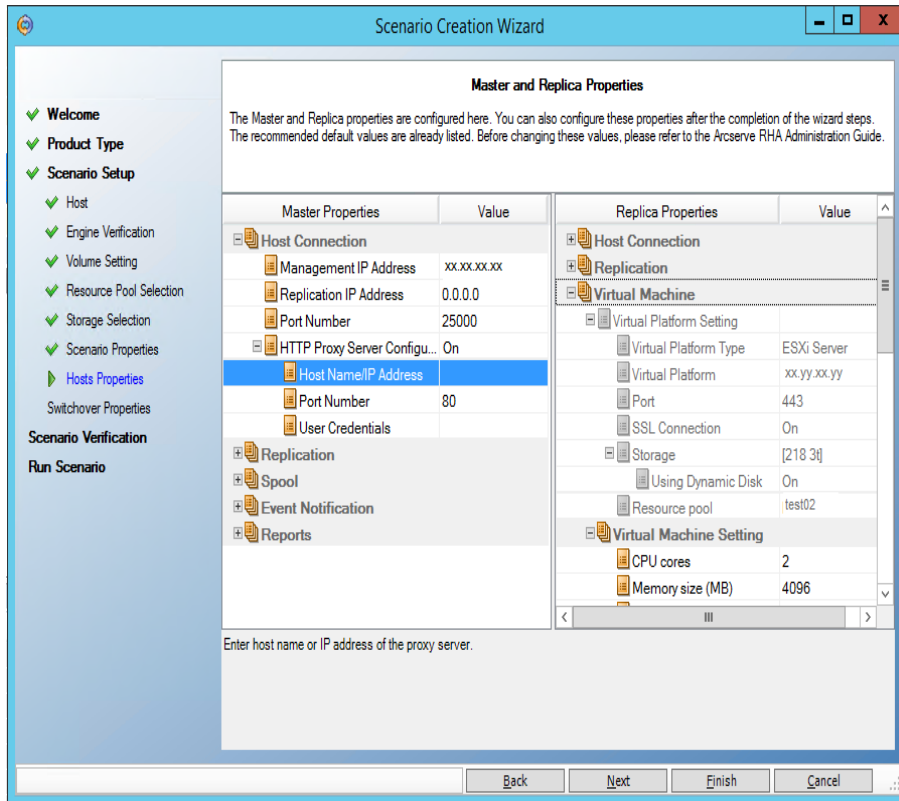 Scenario Creation Wizard
Welcome
Product Type
Scenario Setup
Host
Engine Verification
Volume Setting
Resource Pool Selection
Storage Selection
Scenario Properties
Hosts Properties
Switchover Properties
Scenario Verification
Run Scenario
Master and Replica Properties
The Master and Replica properties are configured here. You can also configure these properties after the completion of the wizard steps.
The recommended default values are already listed. Before changing these values, please refer to the Arcserve RHA Administration Guide.
Master Properties Value
Host Connection
Management IP Address xx.xx.xx.xx
Replication IP Address 0.0.0.0
Port Number 25000
HTTP Proxy Server Configu... On
Host Name/IP Address
Port Number 80
User Credentials
Replication
Spool
Event Notification
Reports
Replica Properties Value
Host Connection
Replication
Virtual Machine
Virtual Platform Setting
Virtual Platform Type ESXi Server
Virtual Platform xx.yy.xx.yy
Port 443
SSL Connection On
Storage [218 3t]
Using Dynamic Disk On
Resource pool test02
Virtual Machine Setting
CPU cores 2
Memory size (MB) 4096
Enter host name or IP address of the proxy server.
Back Next Finish Cancel